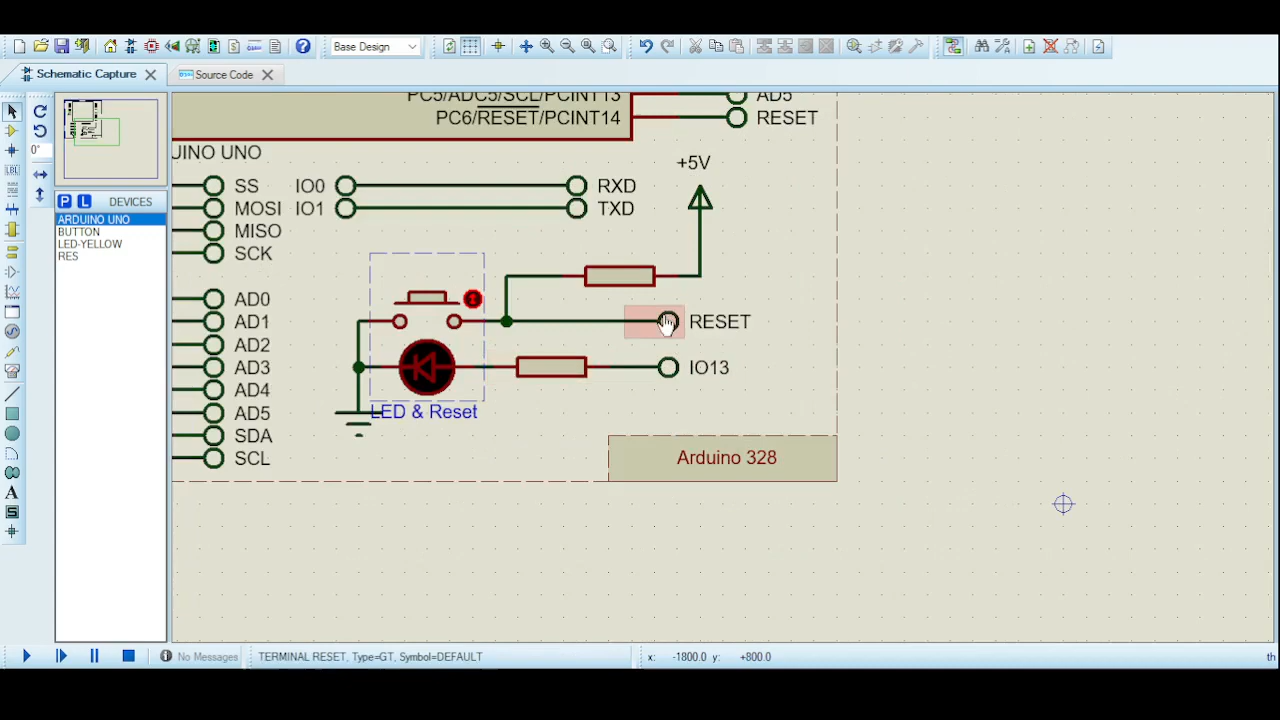 Base Design
Schematic Capture
Source Code
LBL
0°
P L DEVICES
ARDUINO UNO
BUTTON
LED-YELLOW
RES
A
S
PC5/ADC5/SCL/PCINT13
PC6/RESET/PCINT14
AD5
RESET
UINO UNO
+5V
SS IO0 RXD
MOSI IO1 TXD
MISO
SCK
AD0
AD1 RESET
AD2
AD3 IO13
AD4
AD5 LED & Reset
SDA
SCL Arduino 328
No Messages TERMINAL RESET, Type=GT, Symbol=DEFAULT x: -1800.0 y: +800.0 th